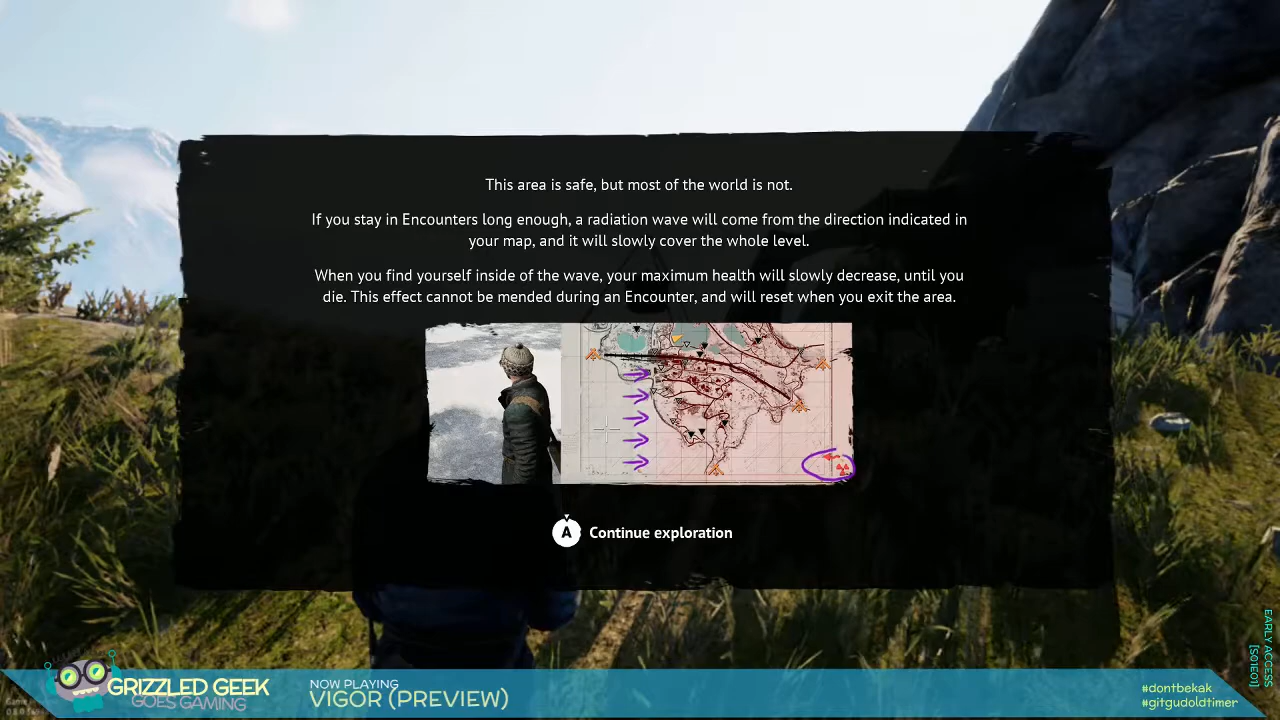 This area is safe, but most of the world is not.
If you stay in Encounters long enough, a radiation wave will come from the direction indicated in
your map, and it will slowly cover the whole level.
When you find yourself inside of the wave, your maximum health will slowly decrease, until you
die. This effect cannot be mended during an Encounter, and will reset when you exit the area.
A Continue exploration
GRIZZLED GEEK
GOES GAMING
NOW PLAYING
VIGOR (PREVIEW)
#dontbekak
#gitgudoldtimer
EARLY ACCESS
[S01E01]